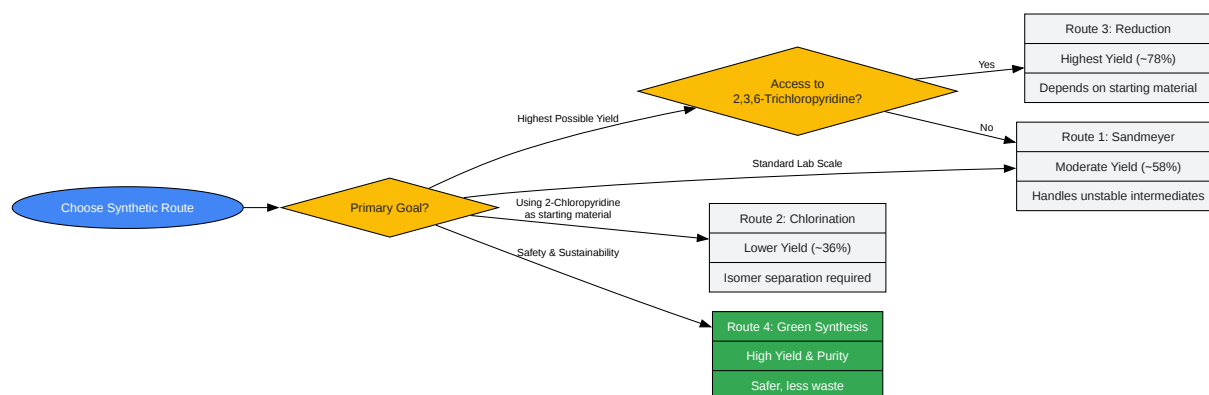 Choose Synthetic Route
Primary Goal?
Highest Possible Yield
Access to
2,3,6-Trichloropyridine?
Yes
No
Route 3: Reduction
Highest Yield (~78%)
Depends on starting material
Standard Lab Scale
Route 1: Sandmeyer
Moderate Yield (~58%)
Handles unstable intermediates
Using 2-Chloropyridine
as starting material
Route 2: Chlorination
Lower Yield (~36%)
Isomer separation required
Safety & Sustainability
Route 4: Green Synthesis
High Yield & Purity
Safer, less waste